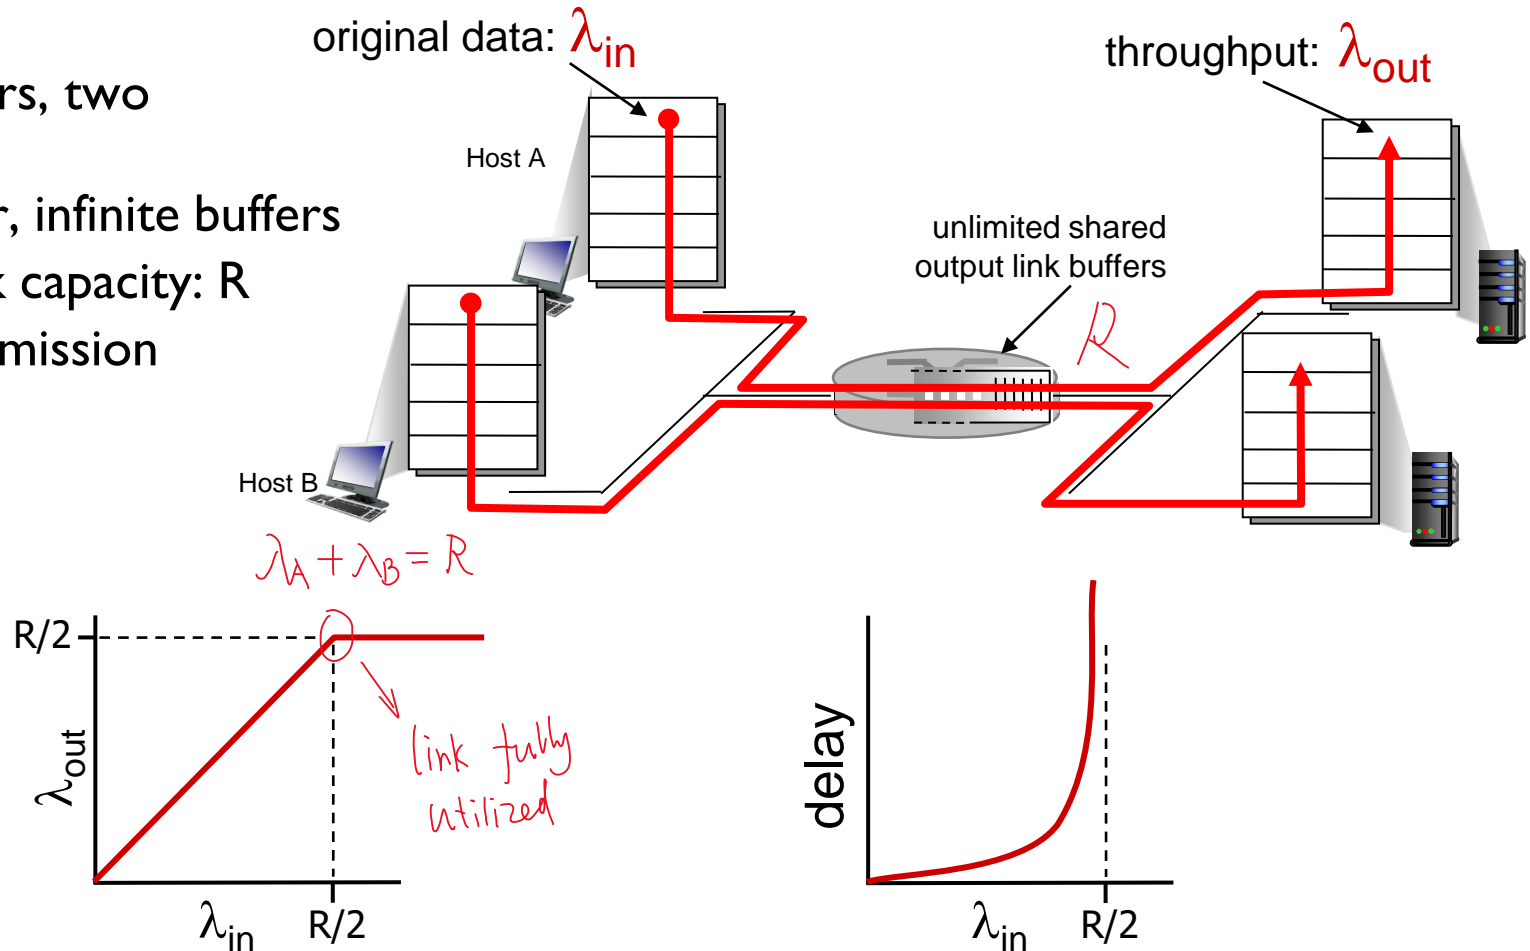 original data: λin
throughput: λout
rs, two
Host A
r, infinite buffers
unlimited shared
output link buffers
k capacity: R
R
mission
Host B
λA + λB = R
R/2
link fully
utilized
λout
λin R/2
delay
λin R/2